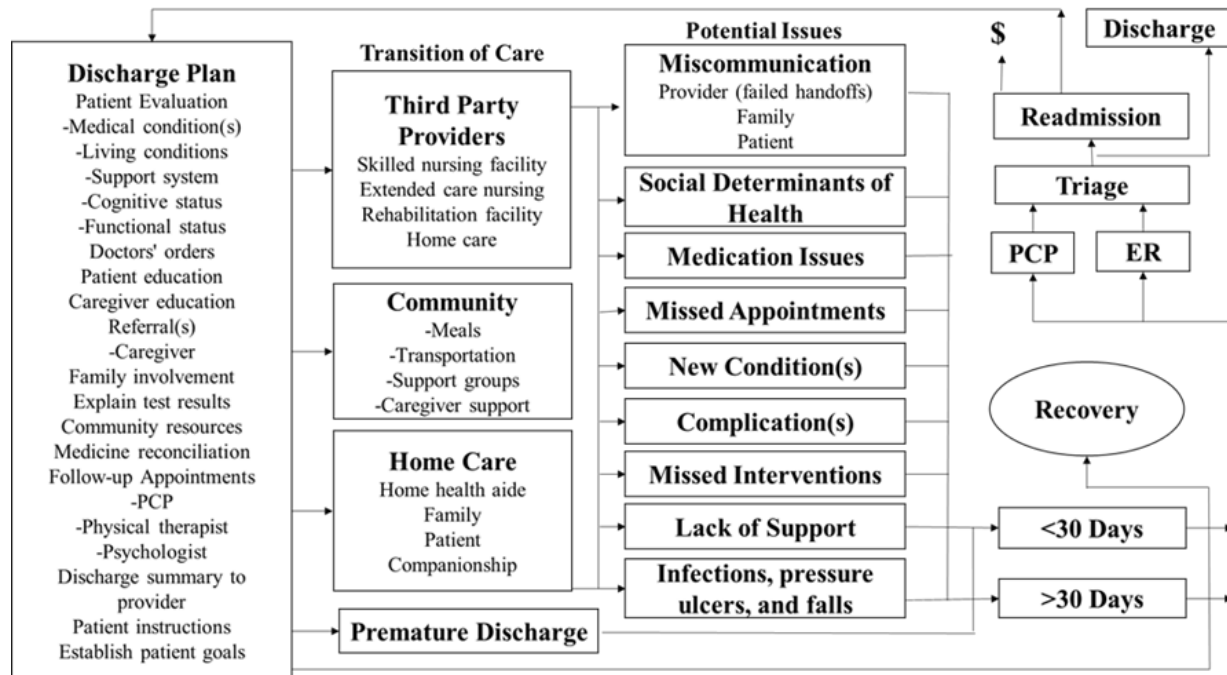 Discharge Plan
Patient Evaluation
-Medical condition(s)
-Living conditions
-Support system
-Cognitive status
-Functional status
Doctors' orders
Patient education
Caregiver education
Referral(s)
-Caregiver
Family involvement
Explain test results
Community resources
Medicine reconciliation
Follow-up Appointments
-PCP
-Physical therapist
-Psychologist
Discharge summary to
provider
Patient instructions
Establish patient goals
Transition of Care
Third Party
Providers
Skilled nursing facility
Extended care nursing
Rehabilitation facility
Home care
Community
-Meals
-Transportation
-Support groups
-Caregiver support
Home Care
Home health aide
Family
Patient
Companionship
Premature Discharge
Potential Issues
Miscommunication
Provider (failed handoffs)
Family
Patient
Social Determinants of
Health
Medication Issues
Missed Appointments
New Condition(s)
Complication(s)
Missed Interventions
Lack of Support
Infections, pressure
ulcers, and falls
$
Discharge
Readmission
Triage
PCP
ER
Recovery
<30 Days
>30 Days